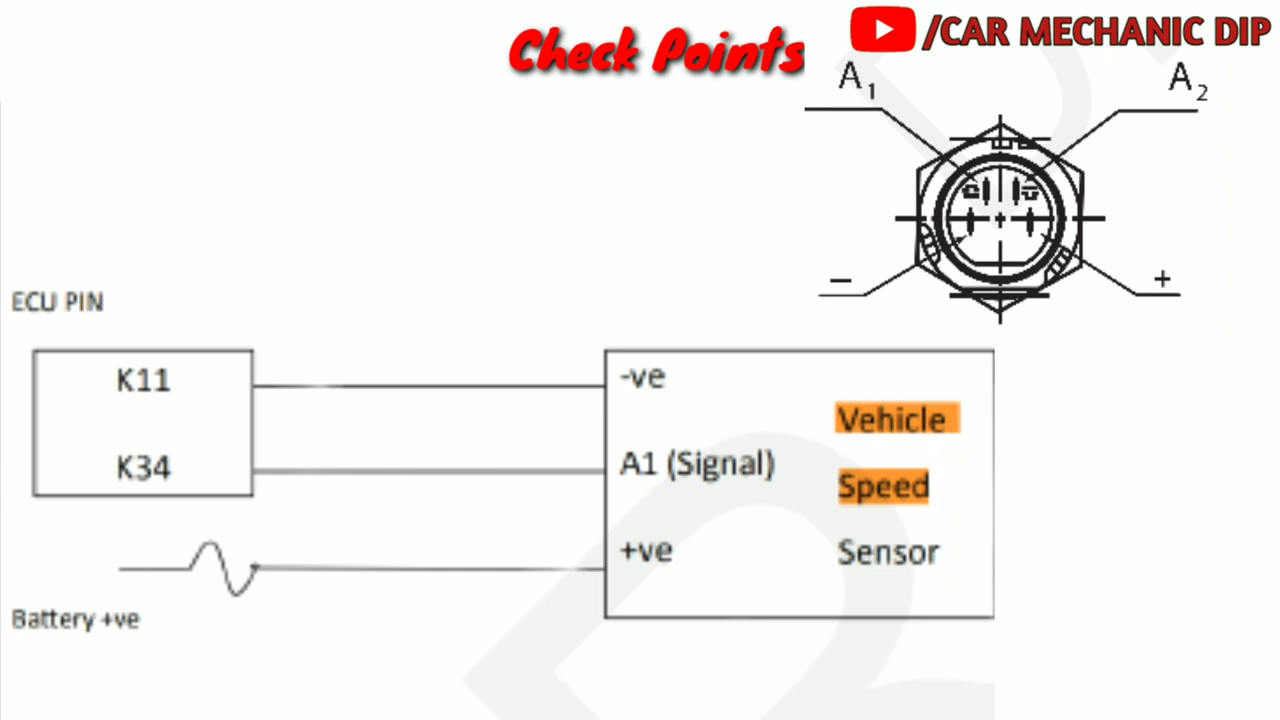 Check Points
/CAR MECHANIC DIP
A1
A2
− +
ECU PIN
K11
-ve
Vehicle
K34
A1 (Signal)
Speed
+ve
Sensor
Battery +ve